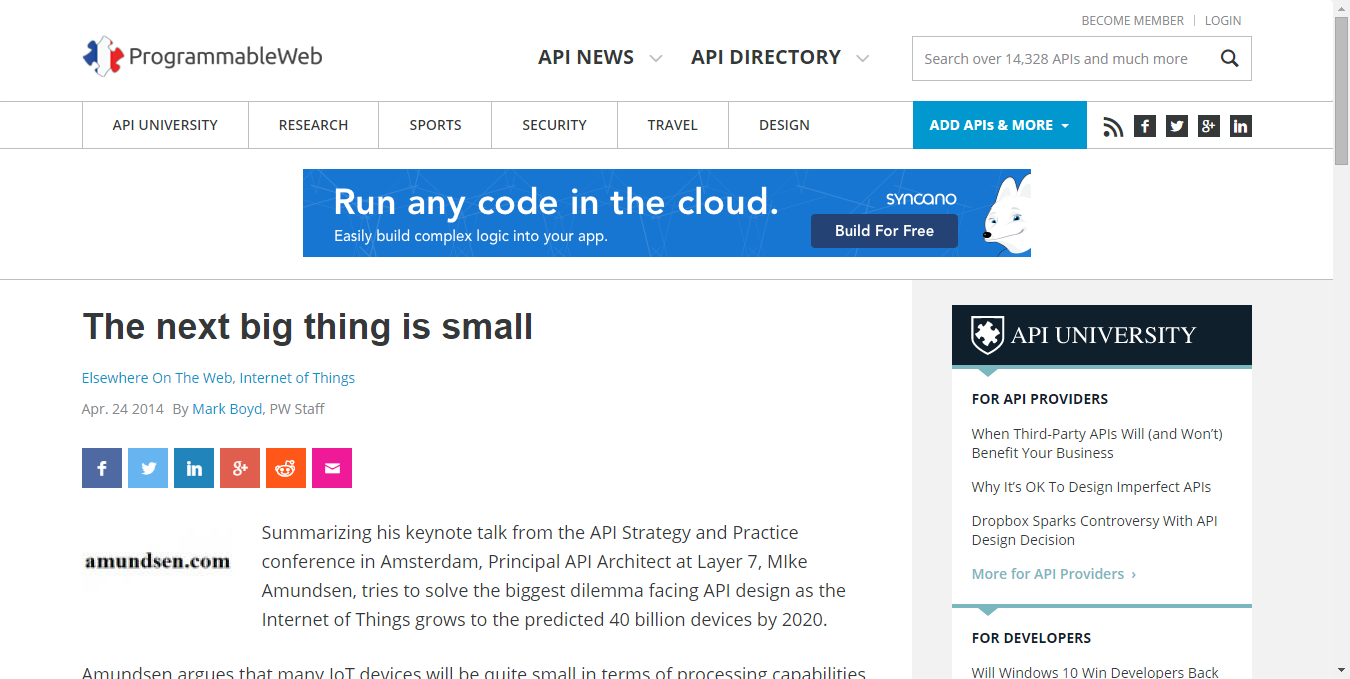 BECOME MEMBER | LOGIN
ProgrammableWeb
API NEWS
API DIRECTORY
Search over 14,328 APIs and much more
API UNIVERSITY
RESEARCH
SPORTS
SECURITY
TRAVEL
DESIGN
ADD APIs & MORE
Run any code in the cloud.
Easily build complex logic into your app.
syncano
Build For Free
The next big thing is small
Elsewhere On The Web, Internet of Things
Apr. 24 2014 By Mark Boyd, PW Staff
amundsen.com
Summarizing his keynote talk from the API Strategy and Practice
conference in Amsterdam, Principal API Architect at Layer 7, MIke
Amundsen, tries to solve the biggest dilemma facing API design as the
Internet of Things grows to the predicted 40 billion devices by 2020.
Amundsen argues that many IoT devices will be quite small in terms of processing capabilities
API UNIVERSITY
FOR API PROVIDERS
When Third-Party APIs Will (and Won’t)
Benefit Your Business
Why It’s OK To Design Imperfect APIs
Dropbox Sparks Controversy With API
Design Decision
More for API Providers ›
FOR DEVELOPERS
Will Windows 10 Win Developers Back